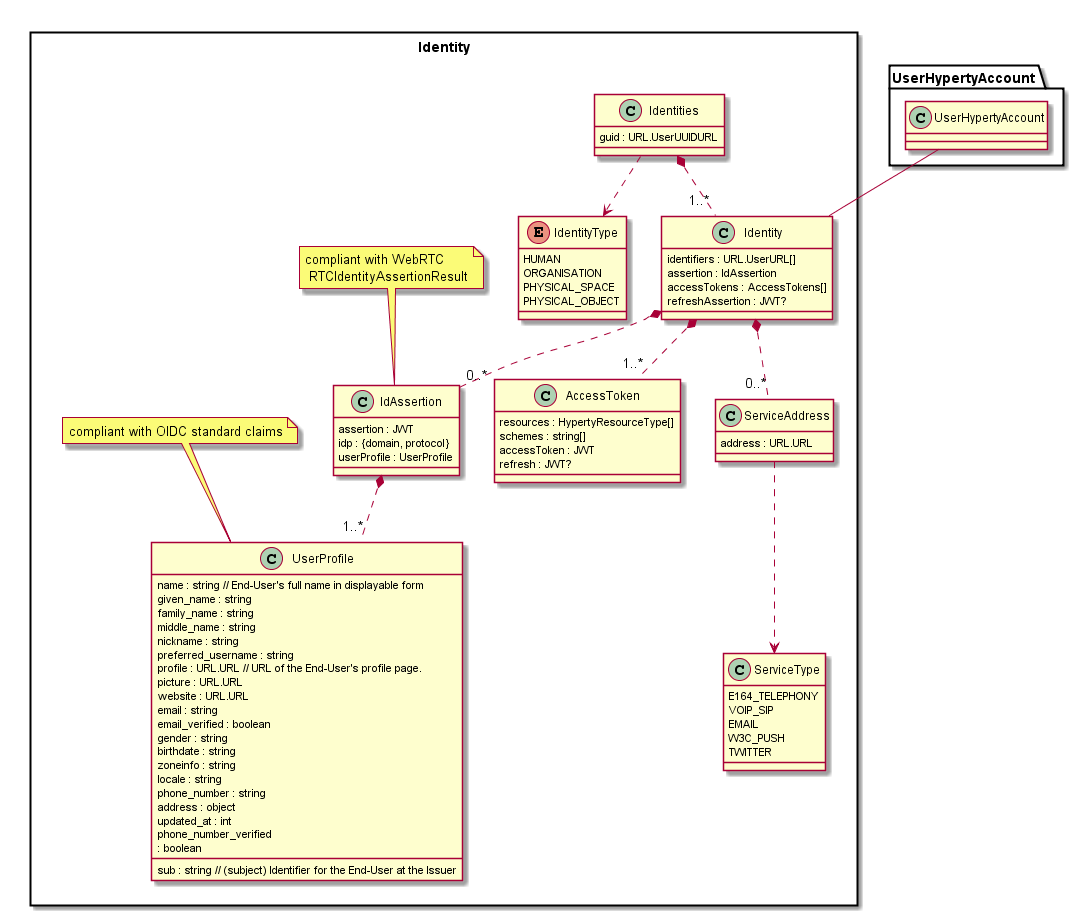 Identity
UserHypertyAccount
C UserHypertyAccount
C Identities
guid : URL.UserUUIDURL
1..*
E IdentityType
HUMAN
ORGANISATION
PHYSICAL_SPACE
PHYSICAL_OBJECT
C Identity
identifiers : URL.UserURL[]
assertion : IdAssertion
accessTokens : AccessTokens[]
refreshAssertion : JWT?
compliant with WebRTC
RTCIdentityAssertionResult
0..*
1..*
0..*
C IdAssertion
assertion : JWT
idp : {domain, protocol}
userProfile : UserProfile
C AccessToken
resources : HypertyResourceType[]
schemes : string[]
accessToken : JWT
refresh : JWT?
C ServiceAddress
address : URL.URL
compliant with OIDC standard claims
1..*
C UserProfile
name : string // End-User's full name in displayable form
given_name : string
family_name : string
middle_name : string
nickname : string
preferred_username : string
profile : URL.URL // URL of the End-User's profile page.
picture : URL.URL
website : URL.URL
email : string
email_verified : boolean
gender : string
birthdate : string
zoneinfo : string
locale : string
phone_number : string
address : object
updated_at : int
phone_number_verified
: boolean
sub : string // (subject) Identifier for the End-User at the Issuer
C ServiceType
E164_TELEPHONY
VOIP_SIP
EMAIL
W3C_PUSH
TWITTER